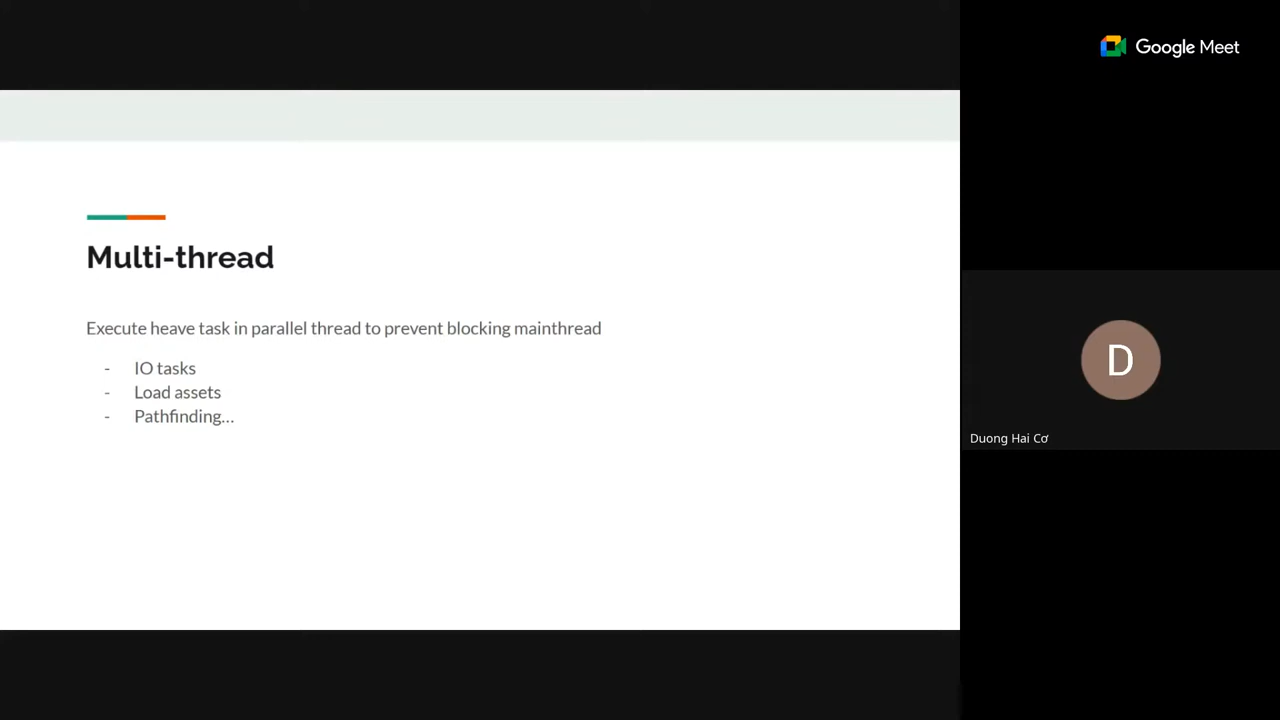 Google Meet
Multi-thread
Execute heave task in parallel thread to prevent blocking mainthread
- IO tasks
- Load assets
- Pathfinding...
D
Duong Hai Cơ